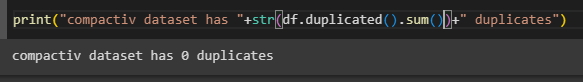 print("compactiv dataset has "+str(df.duplicated().sum())+" duplicates")
compactiv dataset has 0 duplicates